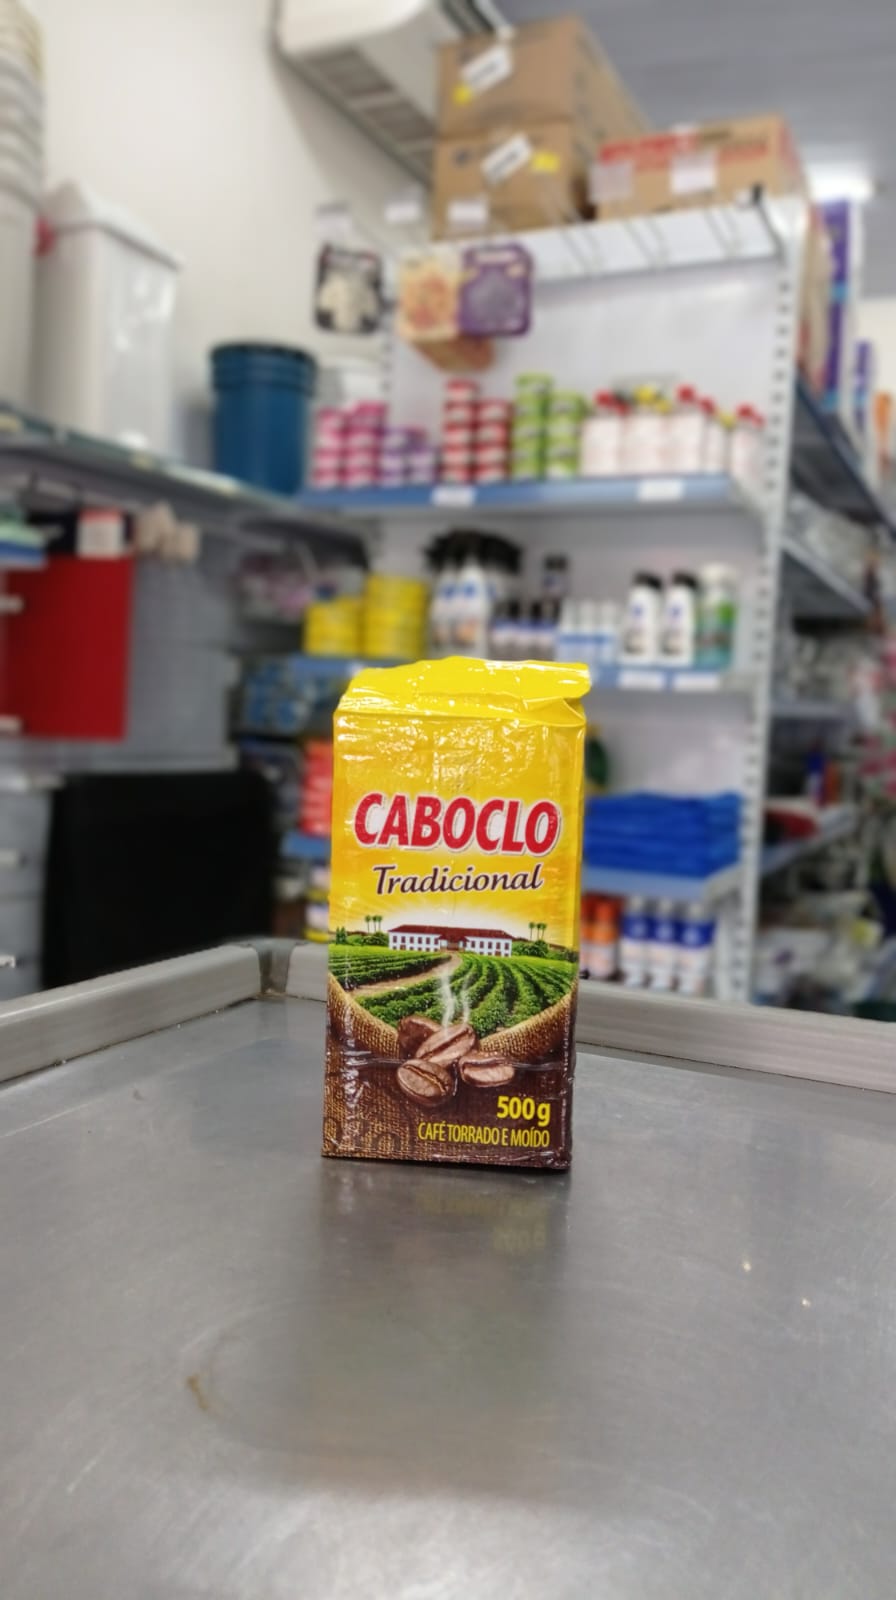 CABOCLO
Tradicional
500g
CAFÉ TORRADO E MOÍDO